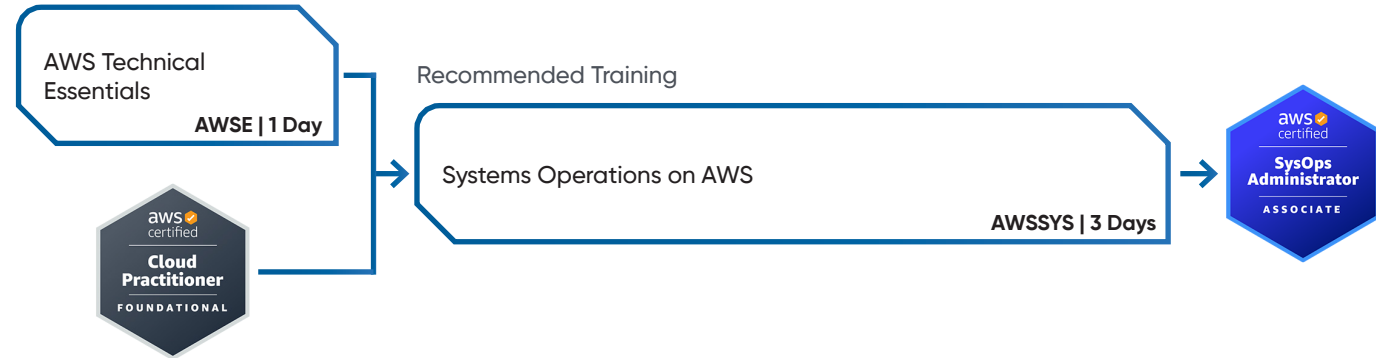 AWS Technical
Essentials
AWSE | 1 Day
aws
certified
Cloud
Practitioner
FOUNDATIONAL
Recommended Training
Systems Operations on AWS
AWSSYS | 3 Days
aws
certified
SysOps
Administrator
ASSOCIATE